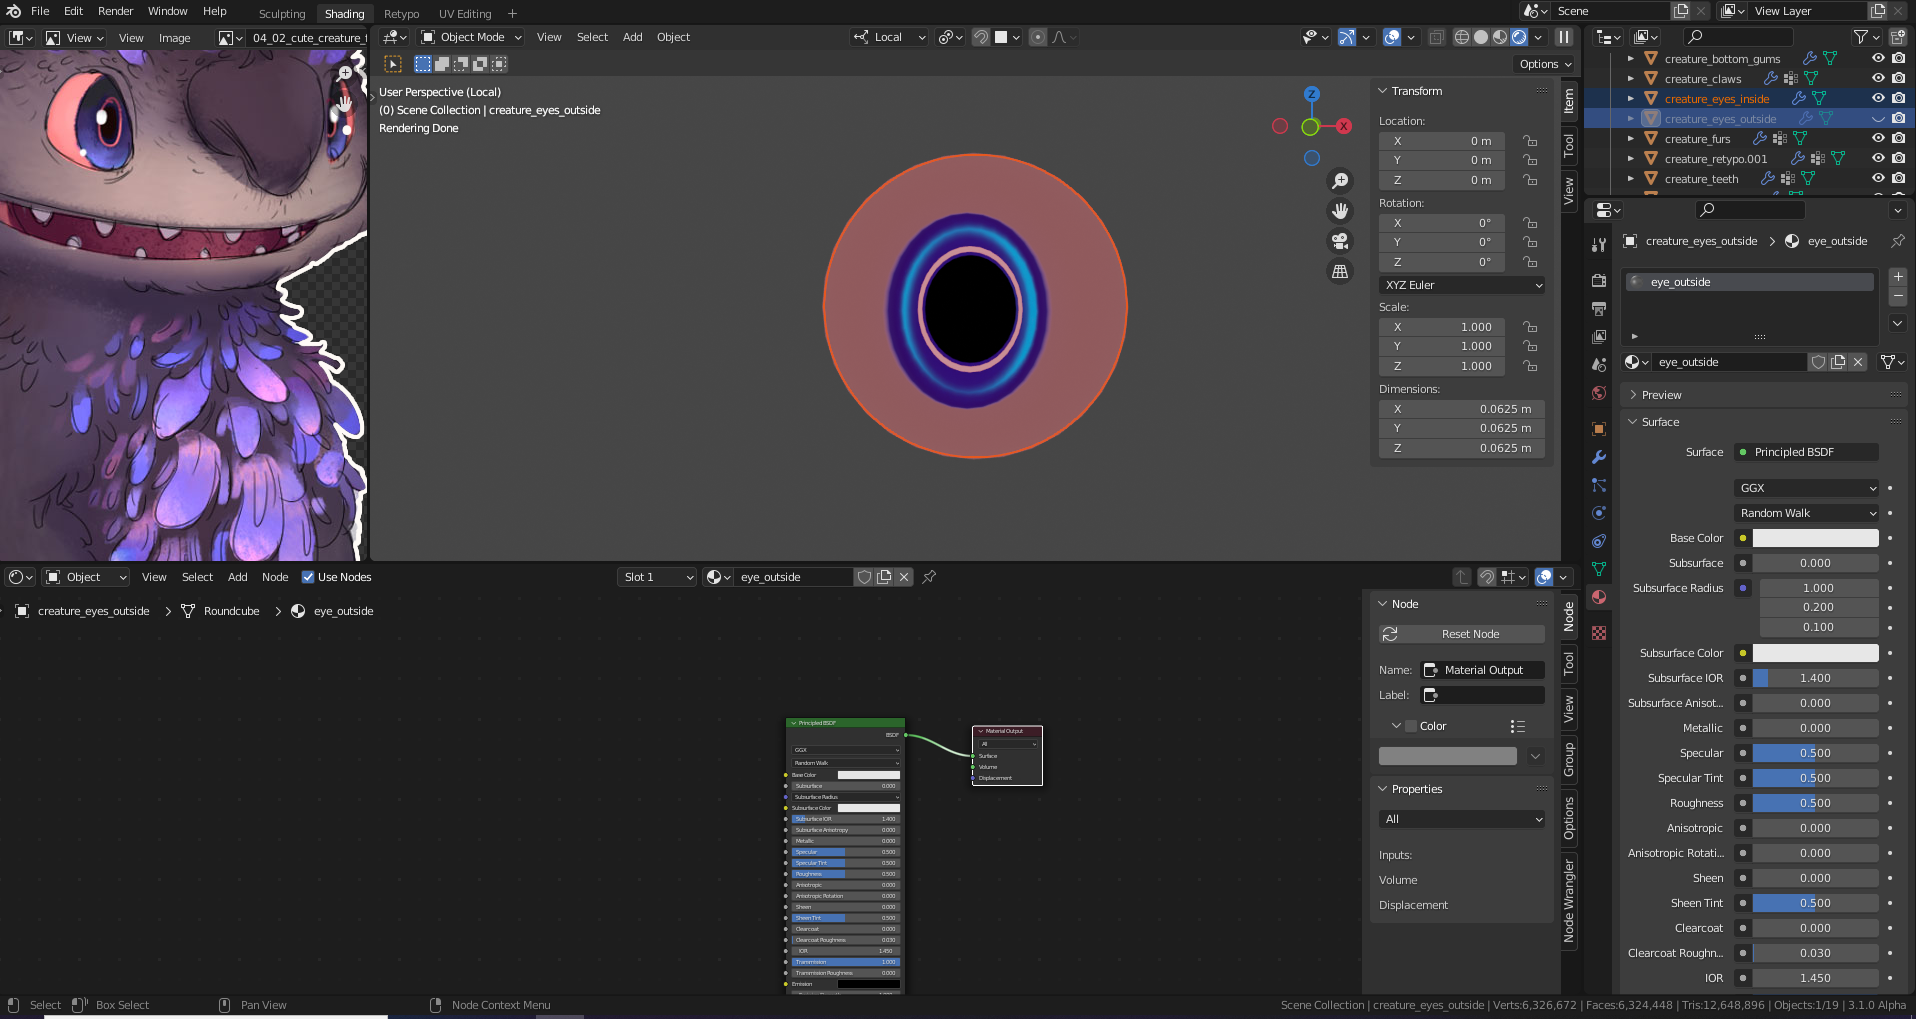 File Edit Render Window Help Sculpting Shading Retypo UV Editing + Scene View Layer
View View Image 04_02_cute_creature_f Object Mode View Select Add Object Local
Options
User Perspective (Local)
(0) Scene Collection | creature_eyes_outside
Rendering Done
Z
X
Transform
Location:
X 0 m
Y 0 m
Z 0 m
Rotation:
X 0°
Y 0°
Z 0°
XYZ Euler
Scale:
X 1.000
Y 1.000
Z 1.000
Dimensions:
X 0.0625 m
Y 0.0625 m
Z 0.0625 m
Item
Tool
View
creature_bottom_gums
creature_claws
creature_eyes_inside
creature_eyes_outside
creature_furs
creature_retypo.001
creature_teeth
creature_eyes_outside > eye_outside
eye_outside
eye_outside
Preview
Surface
Surface Principled BSDF
GGX
Random Walk
Base Color
Subsurface 0.000
Subsurface Radius 1.000
0.200
0.100
Subsurface Color
Subsurface IOR 1.400
Subsurface Anisot... 0.000
Metallic 0.000
Specular 0.500
Specular Tint 0.500
Roughness 0.500
Anisotropic 0.000
Anisotropic Rotati... 0.000
Sheen 0.000
Sheen Tint 0.500
Clearcoat 0.000
Clearcoat Roughn... 0.030
IOR 1.450
Object View Select Add Node Use Nodes Slot 1 eye_outside
creature_eyes_outside > Roundcube > eye_outside
Principled BSDF
BSDF
GGX
Random Walk
Base Color
Subsurface 0.000
Subsurface Radius
Subsurface Color
Subsurface IOR 1.400
Subsurface Anisotropy 0.000
Metallic 0.000
Specular 0.500
Specular Tint 0.500
Roughness 0.500
Anisotropic 0.000
Anisotropic Rotation 0.000
Sheen 0.000
Sheen Tint 0.500
Clearcoat 0.000
Clearcoat Roughness 0.030
IOR 1.450
Transmission 1.000
Transmission Roughness 0.000
Emission
Material Output
All
Surface
Volume
Displacement
Node
Reset Node
Name: Material Output
Label:
Color
Properties
All
Inputs:
Volume
Displacement
Node
Tool
View
Group
Options
Node Wrangler
Select Box Select Pan View Node Context Menu Scene Collection | creature_eyes_outside | Verts:6,326,672 | Faces:6,324,448 | Tris:12,648,896 | Objects:1/19 | 3.1.0 Alpha